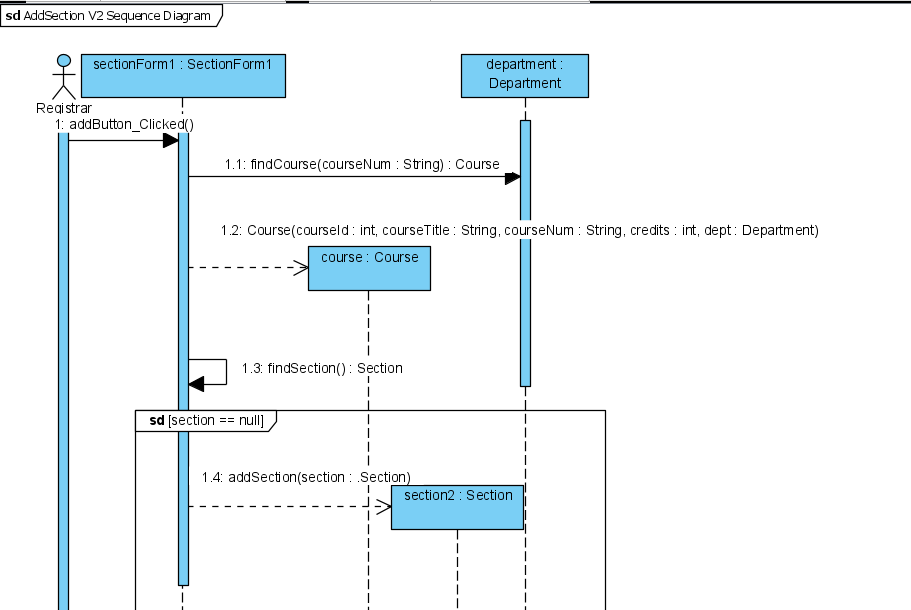 sd AddSection V2 Sequence Diagram
sectionForm1 : SectionForm1
department :
Department
Registrar
1: addButton_Clicked()
1.1: findCourse(courseNum : String) : Course
1.2: Course(courseId : int, courseTitle : String, courseNum : String, credits : int, dept : Department)
course : Course
1.3: findSection() : Section
sd [section == null]
1.4: addSection(section : .Section)
section2 : Section